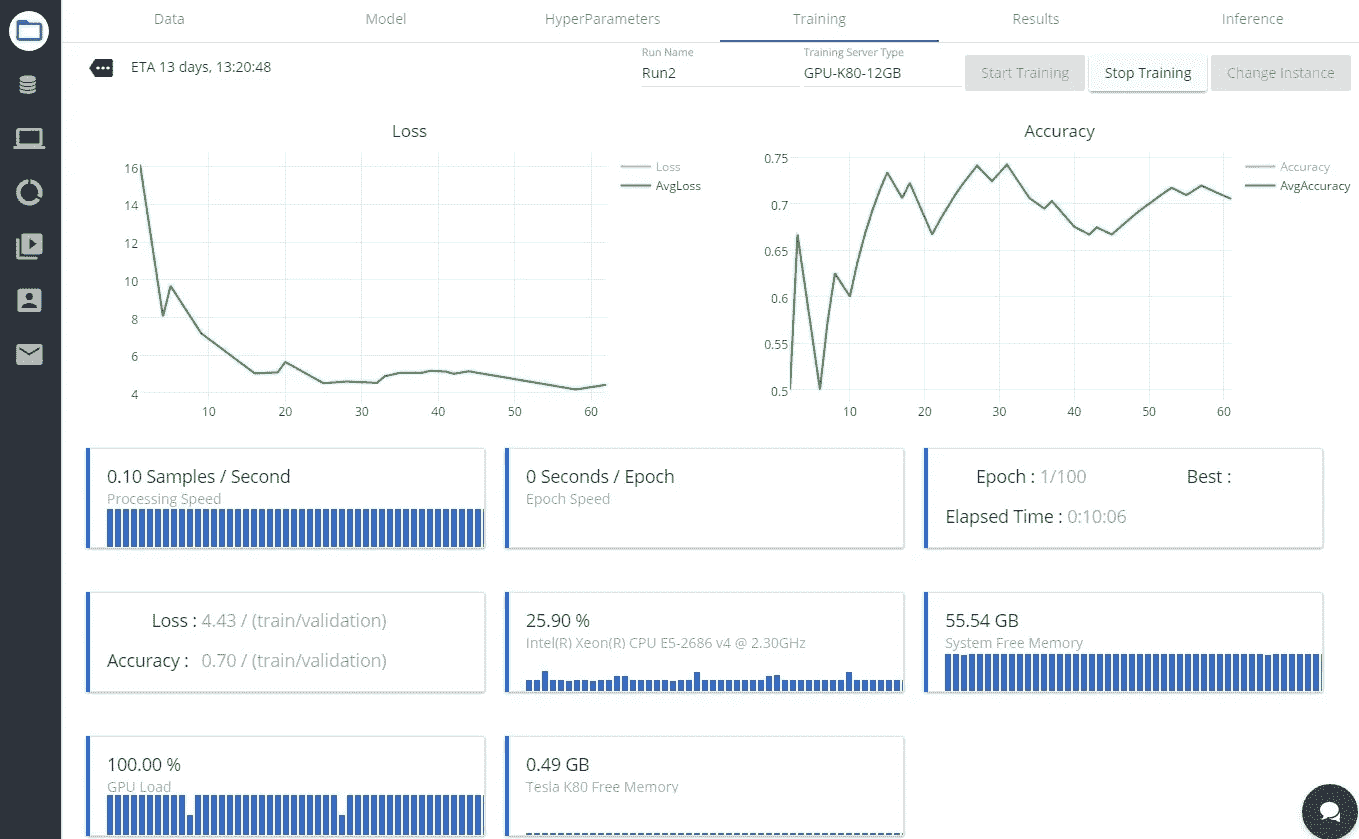 Data Model HyperParameters Training Results Inference
ETA 13 days, 13:20:48
Run Name
Run2
Training Server Type
GPU-K80-12GB
Start Training
Stop Training
Change Instance
Loss
16
14
12
10
8
6
4
10 20 30 40 50 60
Loss
AvgLoss
Accuracy
0.75
0.7
0.65
0.6
0.55
0.5
10 20 30 40 50 60
Accuracy
AvgAccuracy
0.10 Samples / Second
Processing Speed
0 Seconds / Epoch
Epoch Speed
Epoch : 1/100 Best :
Elapsed Time : 0:10:06
Loss : 4.43 / (train/validation)
Accuracy : 0.70 / (train/validation)
25.90 %
Intel(R) Xeon(R) CPU E5-2686 v4 @ 2.30GHz
55.54 GB
System Free Memory
100.00 %
GPU Load
0.49 GB
Tesla K80 Free Memory